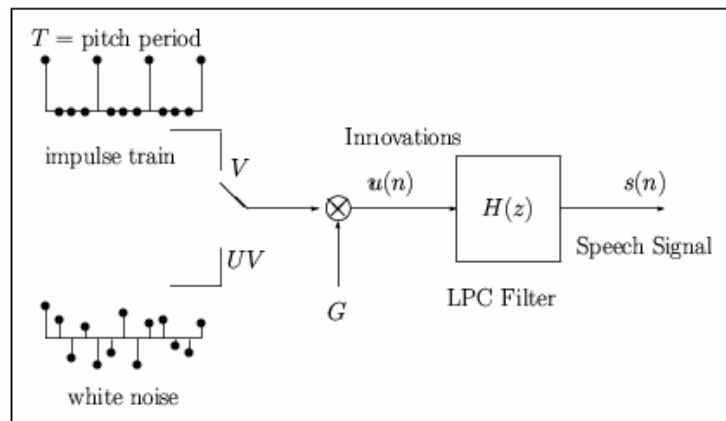 T = pitch period
impulse train
V
Innovations
u(n)
H(z)
s(n)
Speech Signal
UV
G
LPC Filter
white noise